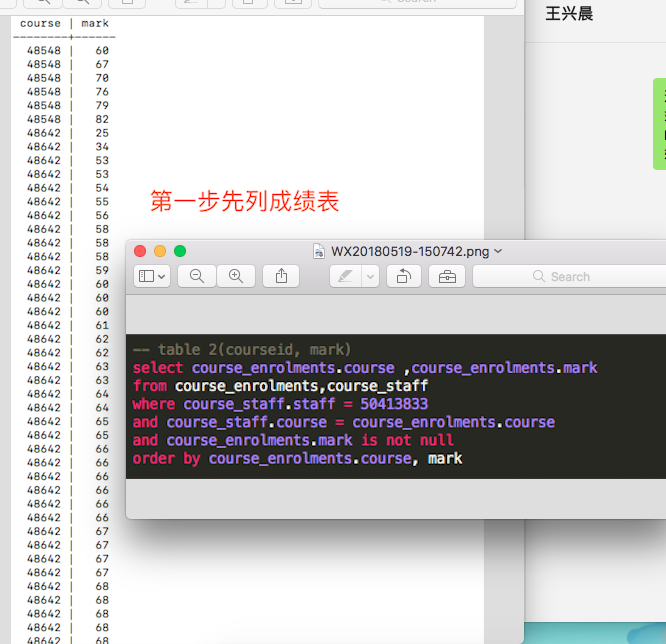 Search
王兴晨
course | mark
--------+------
48548 | 60
48548 | 67
48548 | 70
48548 | 76
48548 | 79
48548 | 82
48642 | 25
48642 | 34
48642 | 53
48642 | 53
48642 | 54
48642 | 55
48642 | 56
48642 | 58
48642 | 58
48642 | 58
48642 | 59
48642 | 60
48642 | 60
48642 | 60
48642 | 61
48642 | 62
48642 | 62
48642 | 63
48642 | 63
48642 | 64
48642 | 64
48642 | 65
48642 | 65
48642 | 66
48642 | 66
48642 | 66
48642 | 66
48642 | 66
48642 | 66
48642 | 67
48642 | 67
48642 | 67
48642 | 67
48642 | 68
48642 | 68
48642 | 68
48642 | 68
48642 | 68
第一步先列成绩表
WX20180519-150742.png
Search
-- table 2(courseid, mark)
select course_enrolments.course ,course_enrolments.mark
from course_enrolments,course_staff
where course_staff.staff = 50413833
and course_staff.course = course_enrolments.course
and course_enrolments.mark is not null
order by course_enrolments.course, mark